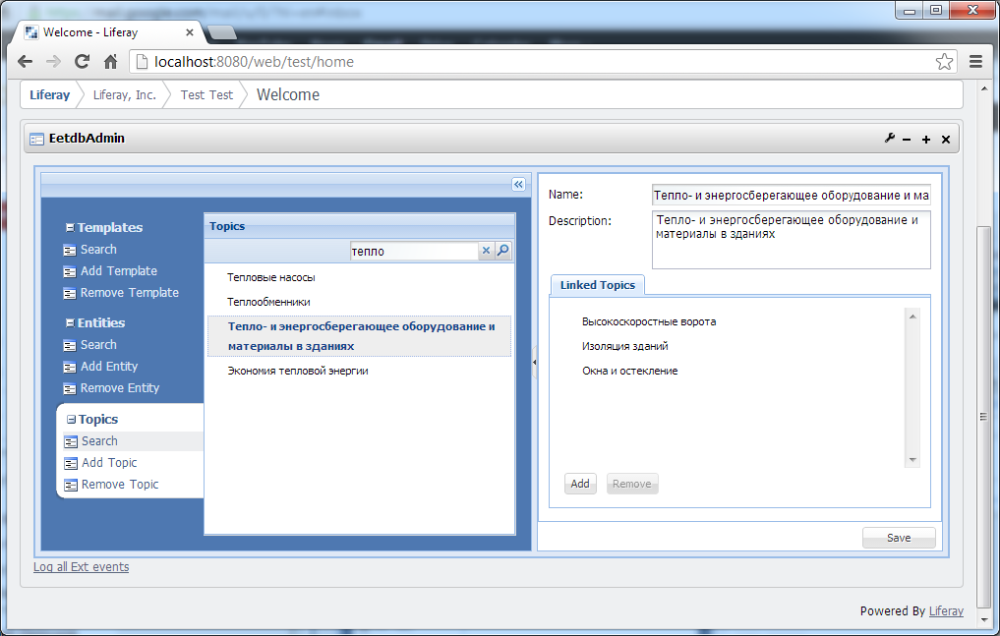 Welcome - Liferay
localhost:8080/web/test/home
Liferay Liferay, Inc. Test Test Welcome
EetdbAdmin
Templates
Search
Add Template
Remove Template
Entities
Search
Add Entity
Remove Entity
Topics
Search
Add Topic
Remove Topic
Topics
тепло
Тепловые насосы
Теплообменники
Тепло- и энергосберегающее оборудование и
материалы в зданиях
Экономия тепловой энергии
Name: Тепло- и энергосберегающее оборудование и ма
Description: Тепло- и энергосберегающее оборудование и
материалы в зданиях
Linked Topics
Высокоскоростные ворота
Изоляция зданий
Окна и остекление
Add Remove
Save
Log all Ext events
Powered By Liferay